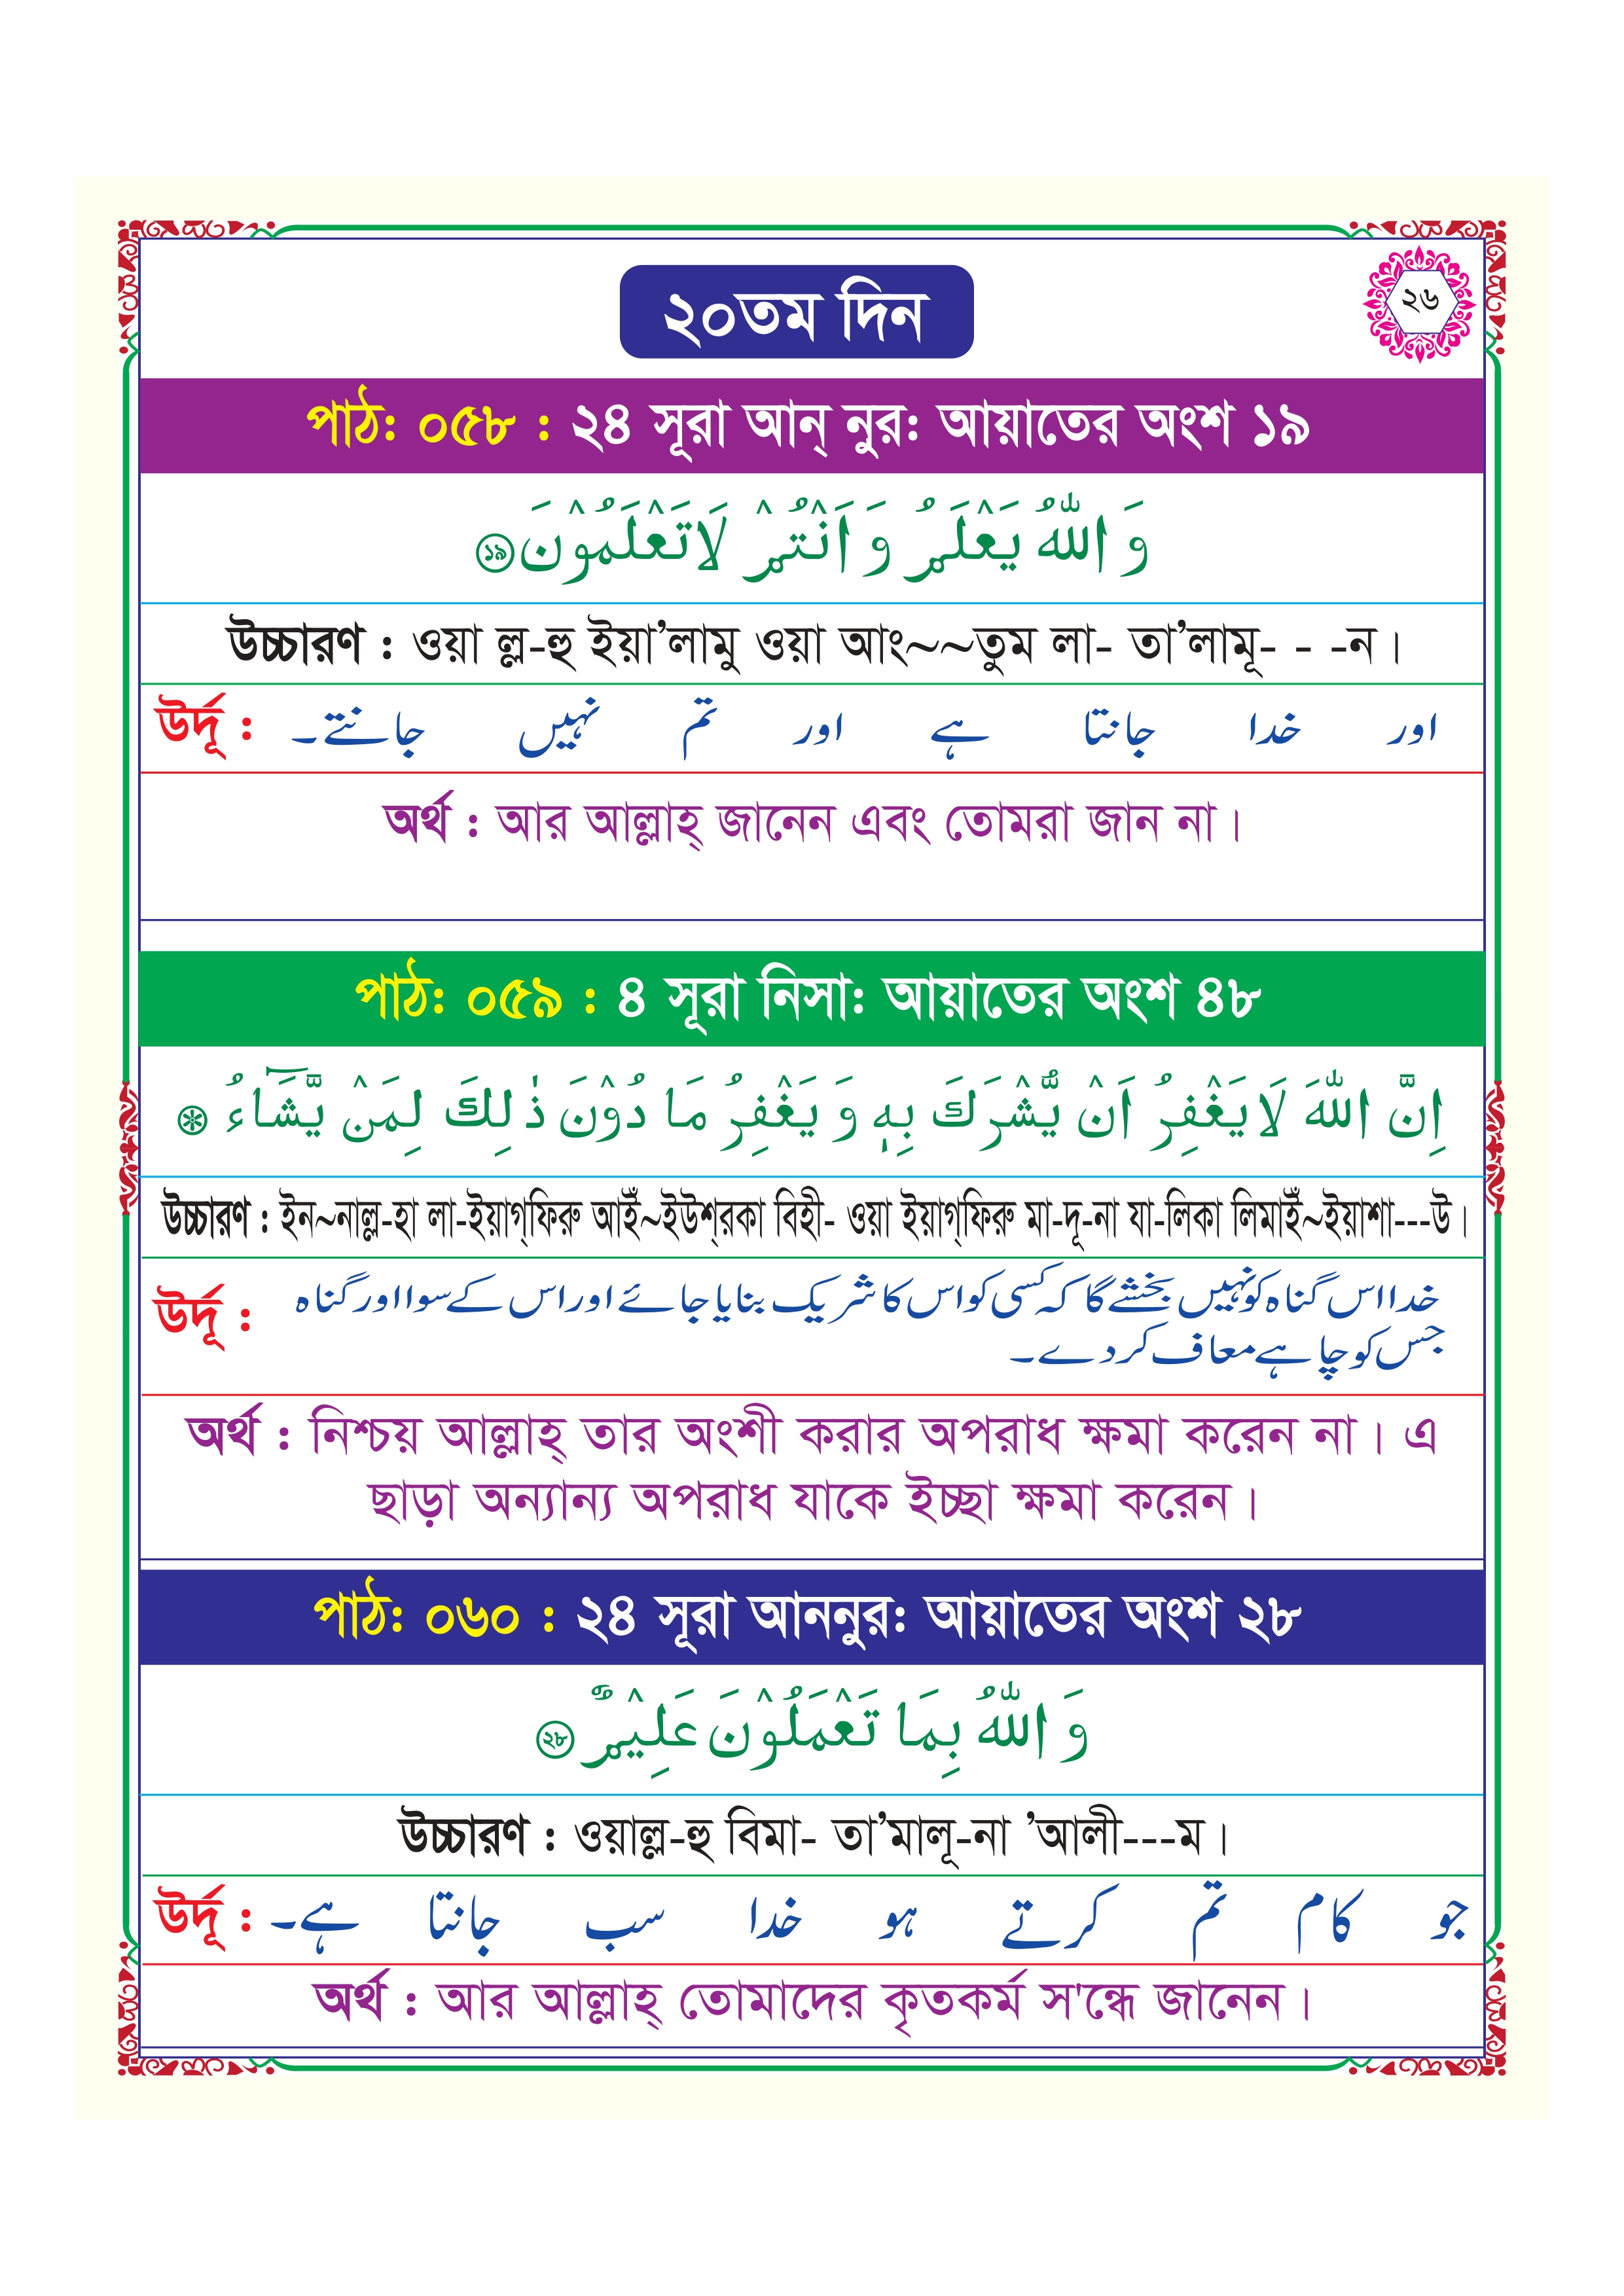 ২০তম দিন
২৬
পাঠ: ০৫৮ : ২৪ সূরা আন্ নুর: আয়াতের অংশ ১৯
وَ اللّٰهُ يَعْلَمُ وَ اَنْتُمْ لَاتَعْلَمُوْنَ ১৯
উচ্চারণ : ওয়া ল্ল-হু ইয়া’লামু ওয়া আং~~তুম লা- তা’লামূ- - -ন।
উর্দূ : اور خدا جانتا ہے اور تم نہیں جانتے۔
অর্থ : আর আল্লাহ্ জানেন এবং তোমরা জান না।
পাঠ: ০৫৯ : ৪ সূরা নিসা: আয়াতের অংশ ৪৮
اِنَّ اللّٰهَ لَايَغْفِرُ اَنْ يُّشْرَكَ بِهٖ وَ يَغْفِرُ مَا دُوْنَ ذٰ لِكَ لِمَنْ يَّشَآءُ
উচ্চারণ : ইন~নাল্ল-হা লা-ইয়াগ্ফিরু আইঁ~ইউশ্রকা বিহী- ওয়া ইয়াগ্ফিরু মা-দূ-না যা-লিকা লিমাইঁ~ইয়াশা---উ।
উর্দূ : خدا اس گناہ کو نہیں بخشے گا کہ کسی کو اس کا شریک بنایا جائے اور اس کے سوا اور گناہ
جس کو چاہے معاف کر دے۔
অর্থ : নিশ্চয় আল্লাহ্ তার অংশী করার অপরাধ ক্ষমা করেন না। এ
ছাড়া অন্যান্য অপরাধ যাকে ইচ্ছা ক্ষমা করেন।
পাঠ: ০৬০ : ২৪ সূরা আননুর: আয়াতের অংশ ২৮
وَ اللّٰهُ بِمَا تَعْمَلُوْنَ عَلِيْمٌ ২৮
উচ্চারণ : ওয়াল্ল-হু বিমা- তা’মালূ-না ’আলী---ম।
উর্দূ : جو کام تم کرتے ہو خدا سب جانتا ہے۔
অর্থ : আর আল্লাহ্ তোমাদের কৃতকর্ম স'ন্ধে জানেন।